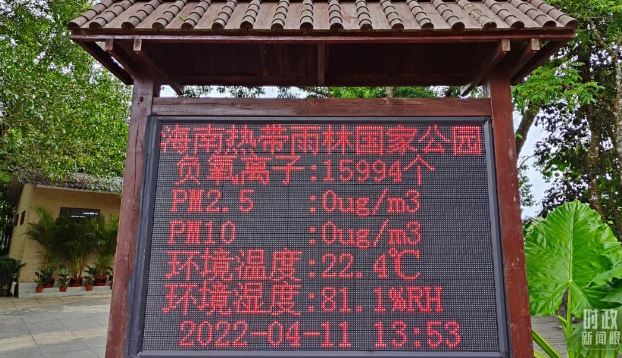 海南热带雨林国家公园
负氧离子:15994个
PM2.5 :0ug/m3
PM10 :0ug/m3
环境温度:22.4℃
环境湿度:81.1%RH
2022-04-11 13:53
时政
新闻眼